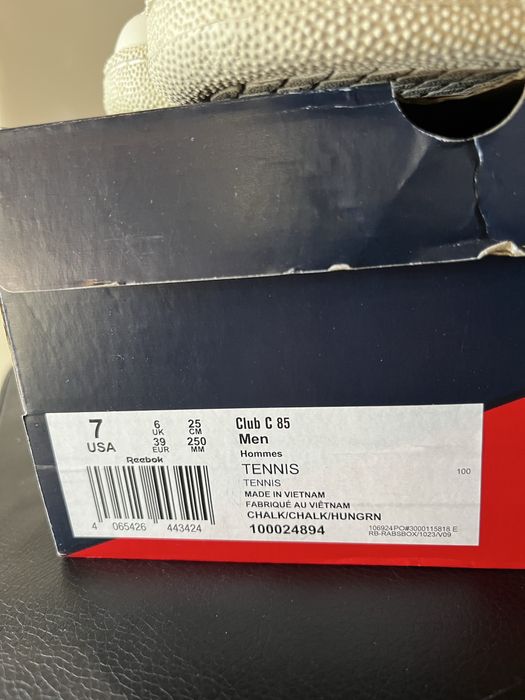 7 6 25
USA UK CM
39 250
EUR MM
Reebok
4 065426 443424
Club C 85
Men
Hommes
TENNIS
TENNIS
MADE IN VIETNAM
FABRIQUÉ AU VIÊTNAM
CHALK/CHALK/HUNGRN
100024894
100
106924PO#3000115818 E
RB-RABSBOX/1023/V09